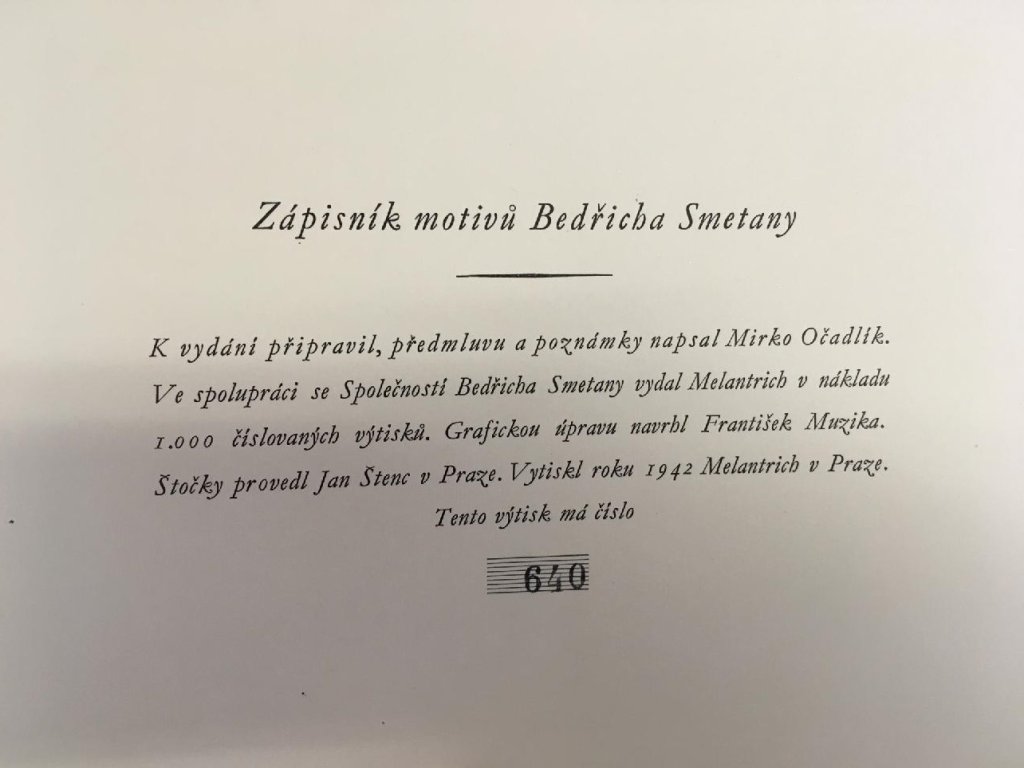 Zápisník motivů Bedřicha Smetany
K vydání připravil, předmluvu a poznámky napsal Mirko Očadlík.
Ve spolupráci se Společností Bedřicha Smetany vydal Melantrich v nákladu
1.000 číslovaných výtisků. Grafickou úpravu navrhl František Muzika.
Štočky provedl Jan Štenc v Praze. Vytiskl roku 1942 Melantrich v Praze.
Tento výtisk má číslo
640